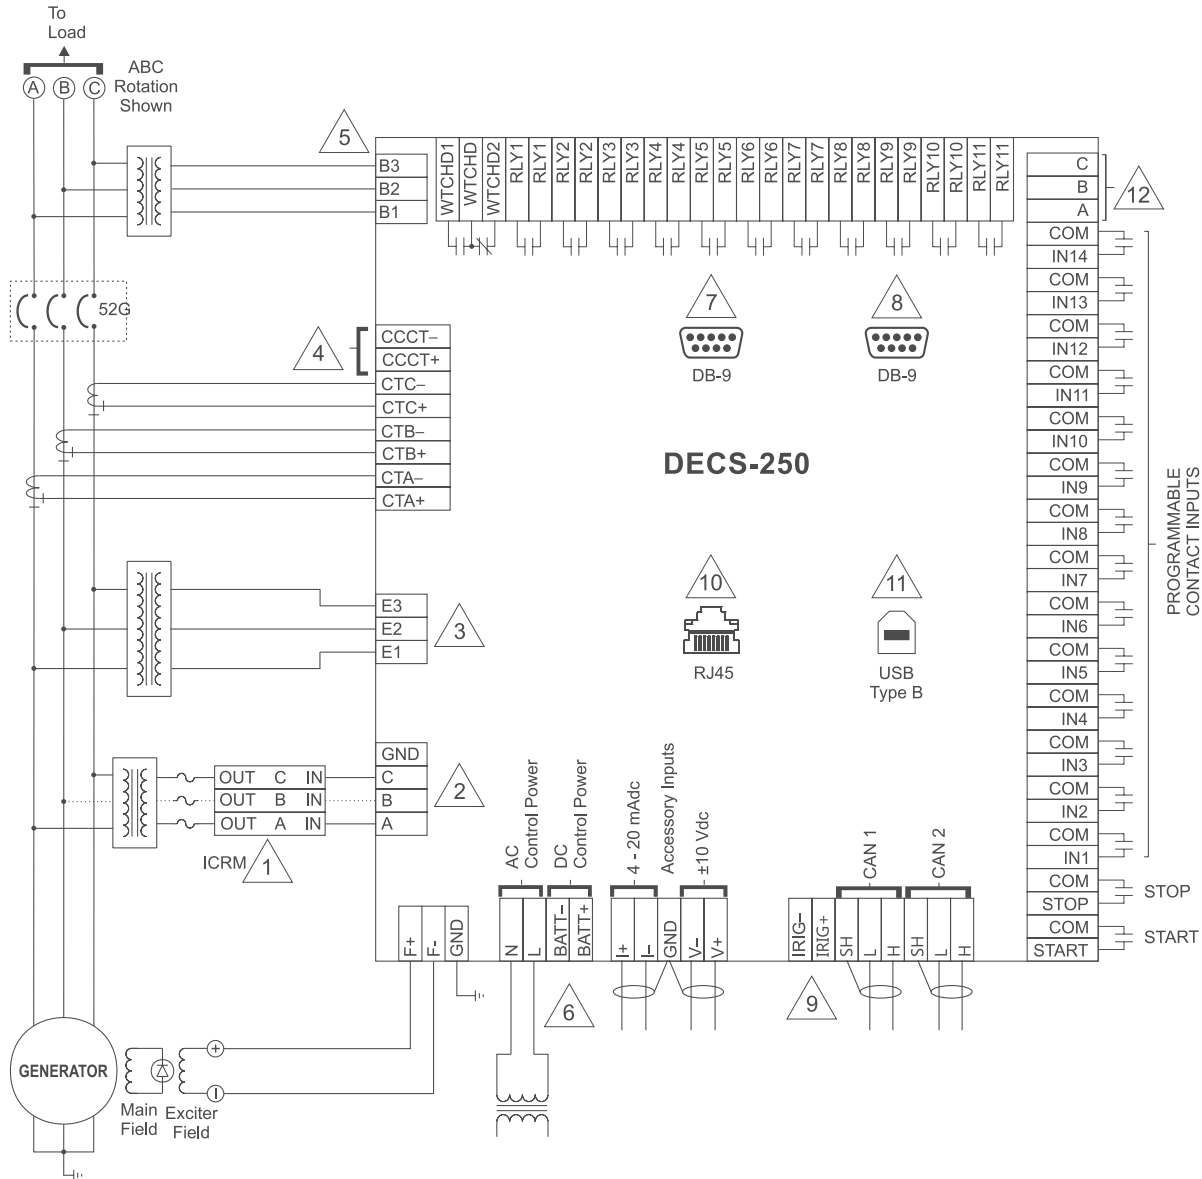 To
Load
A B C
ABC
Rotation
Shown
5
B3
B2
B1
WTCHD1
WTCHD
WTCHD2
RLY1
RLY1
RLY2
RLY2
RLY3
RLY3
RLY4
RLY4
RLY5
RLY5
RLY6
RLY6
RLY7
RLY7
RLY8
RLY8
RLY9
RLY9
RLY10
RLY10
RLY11
RLY11
C
B
A
12
COM
IN14
COM
IN13
COM
IN12
COM
IN11
COM
IN10
COM
IN9
COM
IN8
COM
IN7
COM
IN6
COM
IN5
COM
IN4
COM
IN3
COM
IN2
COM
IN1
COM
STOP
COM
START
PROGRAMMABLE
CONTACT INPUTS
STOP
START
52G
7
DB-9
8
DB-9
4
CCCT–
CCCT+
CTC–
CTC+
CTB–
CTB+
CTA–
CTA+
DECS-250
10
RJ45
11
USB
Type B
E3
E2
E1
3
GND
C
B
A
2
OUT C IN
OUT B IN
OUT A IN
ICRM
1
AC
Control Power
DC
Control Power
4 - 20 mAdc
Accessory Inputs
±10 Vdc
CAN 1
CAN 2
F+
F-
GND
N
L
BATT–
BATT+
I+
I–
GND
V–
V+
IRIG–
IRIG+
SH
L
H
SH
L
H
6
9
GENERATOR
+
–
Main
Field
Exciter
Field